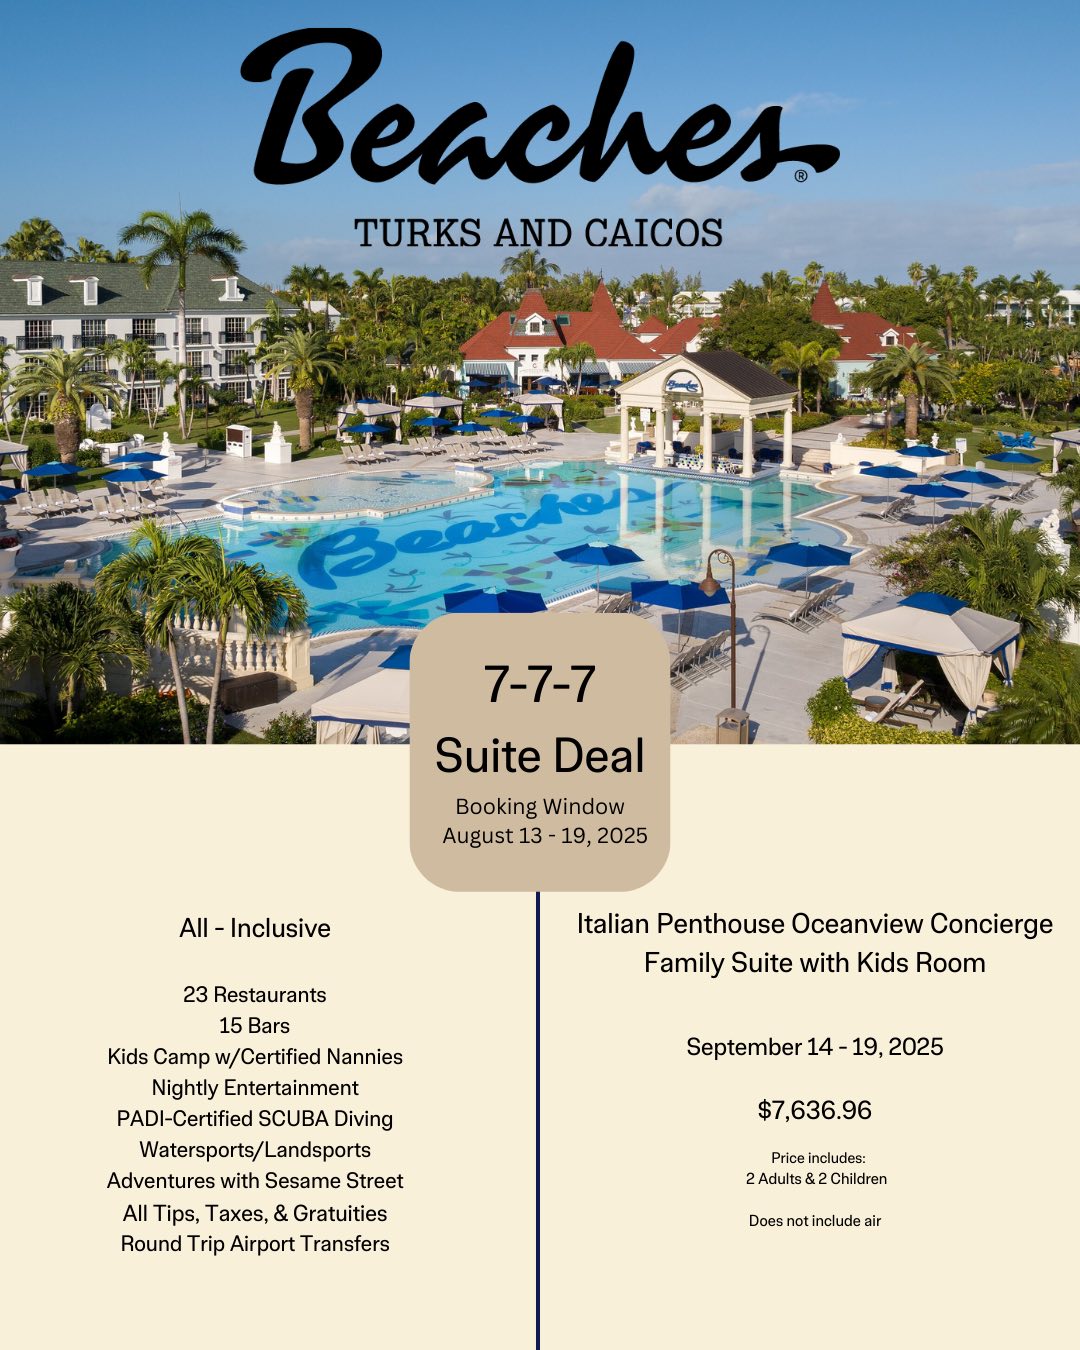 Beaches®
TURKS AND CAICOS
Beaches
Beaches
7-7-7
Suite Deal
Booking Window
August 13 - 19, 2025
All - Inclusive
23 Restaurants
15 Bars
Kids Camp w/Certified Nannies
Nightly Entertainment
PADI-Certified SCUBA Diving
Watersports/Landsports
Adventures with Sesame Street
All Tips, Taxes, & Gratuities
Round Trip Airport Transfers
Italian Penthouse Oceanview Concierge
Family Suite with Kids Room
September 14 - 19, 2025
$7,636.96
Price includes:
2 Adults & 2 Children
Does not include air